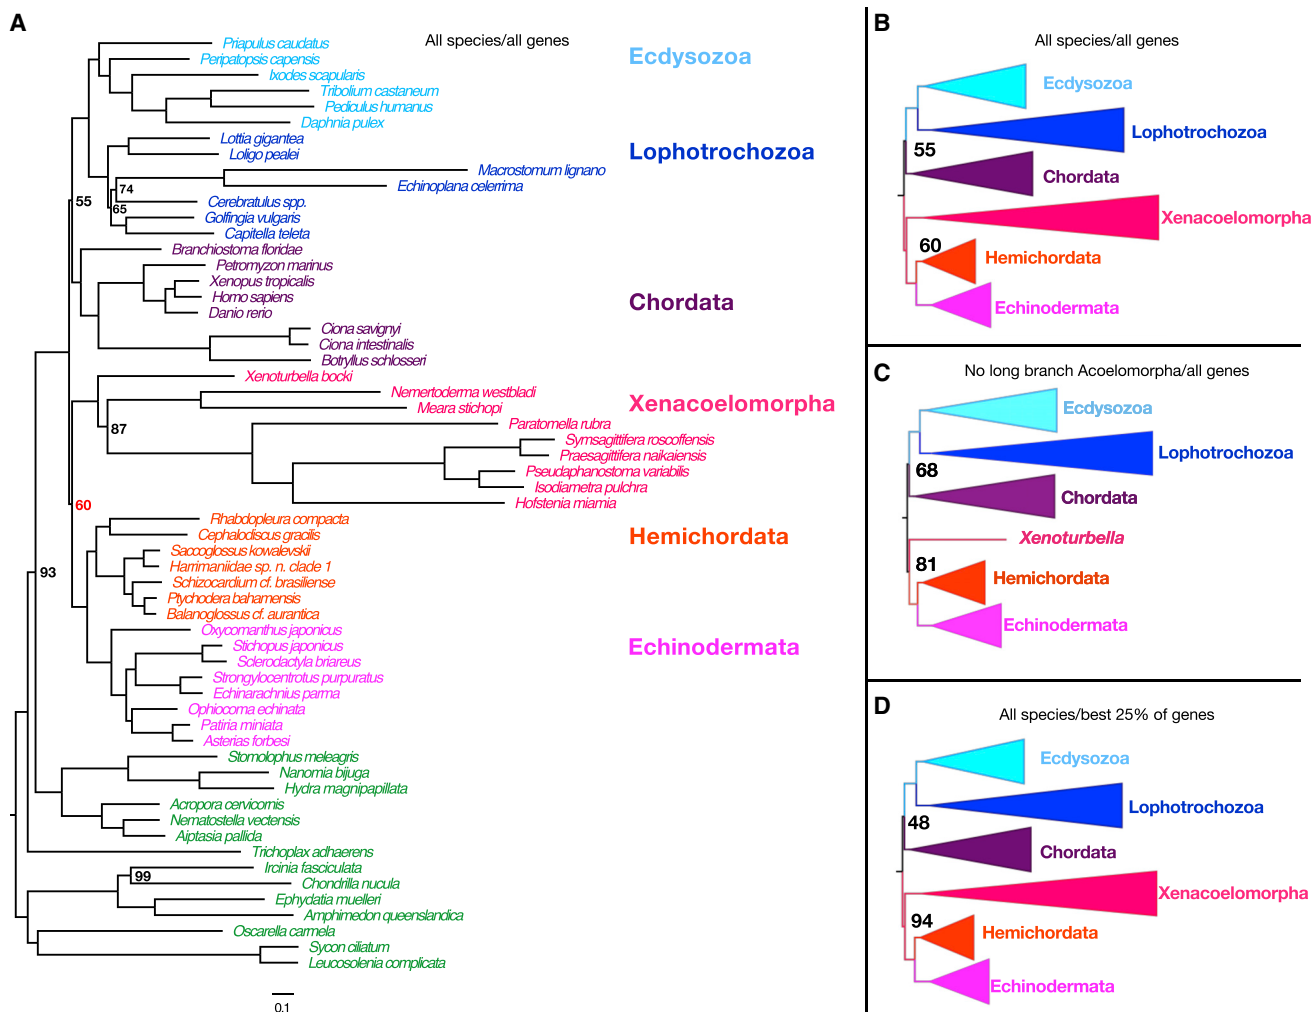 A
All species/all genes
Priapulus caudatus
Peripatopsis capensis
Ixodes scapularis
Tribolium castaneum
Pediculus humanus
Daphnia pulex
Ecdysozoa
Lottia gigantea
Loligo pealei
Macrostomum lignano
Echinoplana celerrima
Cerebratulus spp.
Golfingia vulgaris
Capitella teleta
Lophotrochozoa
74
65
55
Branchiostoma floridae
Petromyzon marinus
Xenopus tropicalis
Homo sapiens
Danio rerio
Ciona savignyi
Ciona intestinalis
Botryllus schlosseri
Chordata
Xenoturbella bocki
Nemertoderma westbladi
Meara stichopi
Paratomella rubra
Symsagittifera roscoffensis
Praesagittifera naikaiensis
Pseudaphanostoma variabilis
Isodiametra pulchra
Hofstenia miamia
Xenacoelomorpha
87
60
Rhabdopleura compacta
Cephalodiscus gracilis
Saccoglossus kowalevskii
Harrimaniidae sp. n. clade 1
Schizocardium cf. brasiliense
Ptychodera bahamensis
Balanoglossus cf. aurantica
Hemichordata
93
Oxycomanthus japonicus
Stichopus japonicus
Sclerodactyla briareus
Strongylocentrotus purpuratus
Echinarachnius parma
Ophiocoma echinata
Patiria miniata
Asterias forbesi
Echinodermata
Stomolophus meleagris
Nanomia bijuga
Hydra magnipapillata
Acropora cervicornis
Nematostella vectensis
Aiptasia pallida
Trichoplax adhaerens
Ircinia fasciculata
99
Chondrilla nucula
Ephydatia muelleri
Amphimedon queenslandica
Oscarella carmela
Sycon ciliatum
Leucosolenia complicata
0.1
B
All species/all genes
Ecdysozoa
Lophotrochozoa
55
Chordata
Xenacoelomorpha
60
Hemichordata
Echinodermata
C
No long branch Acoelomorpha/all genes
Ecdysozoa
Lophotrochozoa
68
Chordata
Xenoturbella
81
Hemichordata
Echinodermata
D
All species/best 25% of genes
Ecdysozoa
Lophotrochozoa
48
Chordata
Xenacoelomorpha
94
Hemichordata
Echinodermata